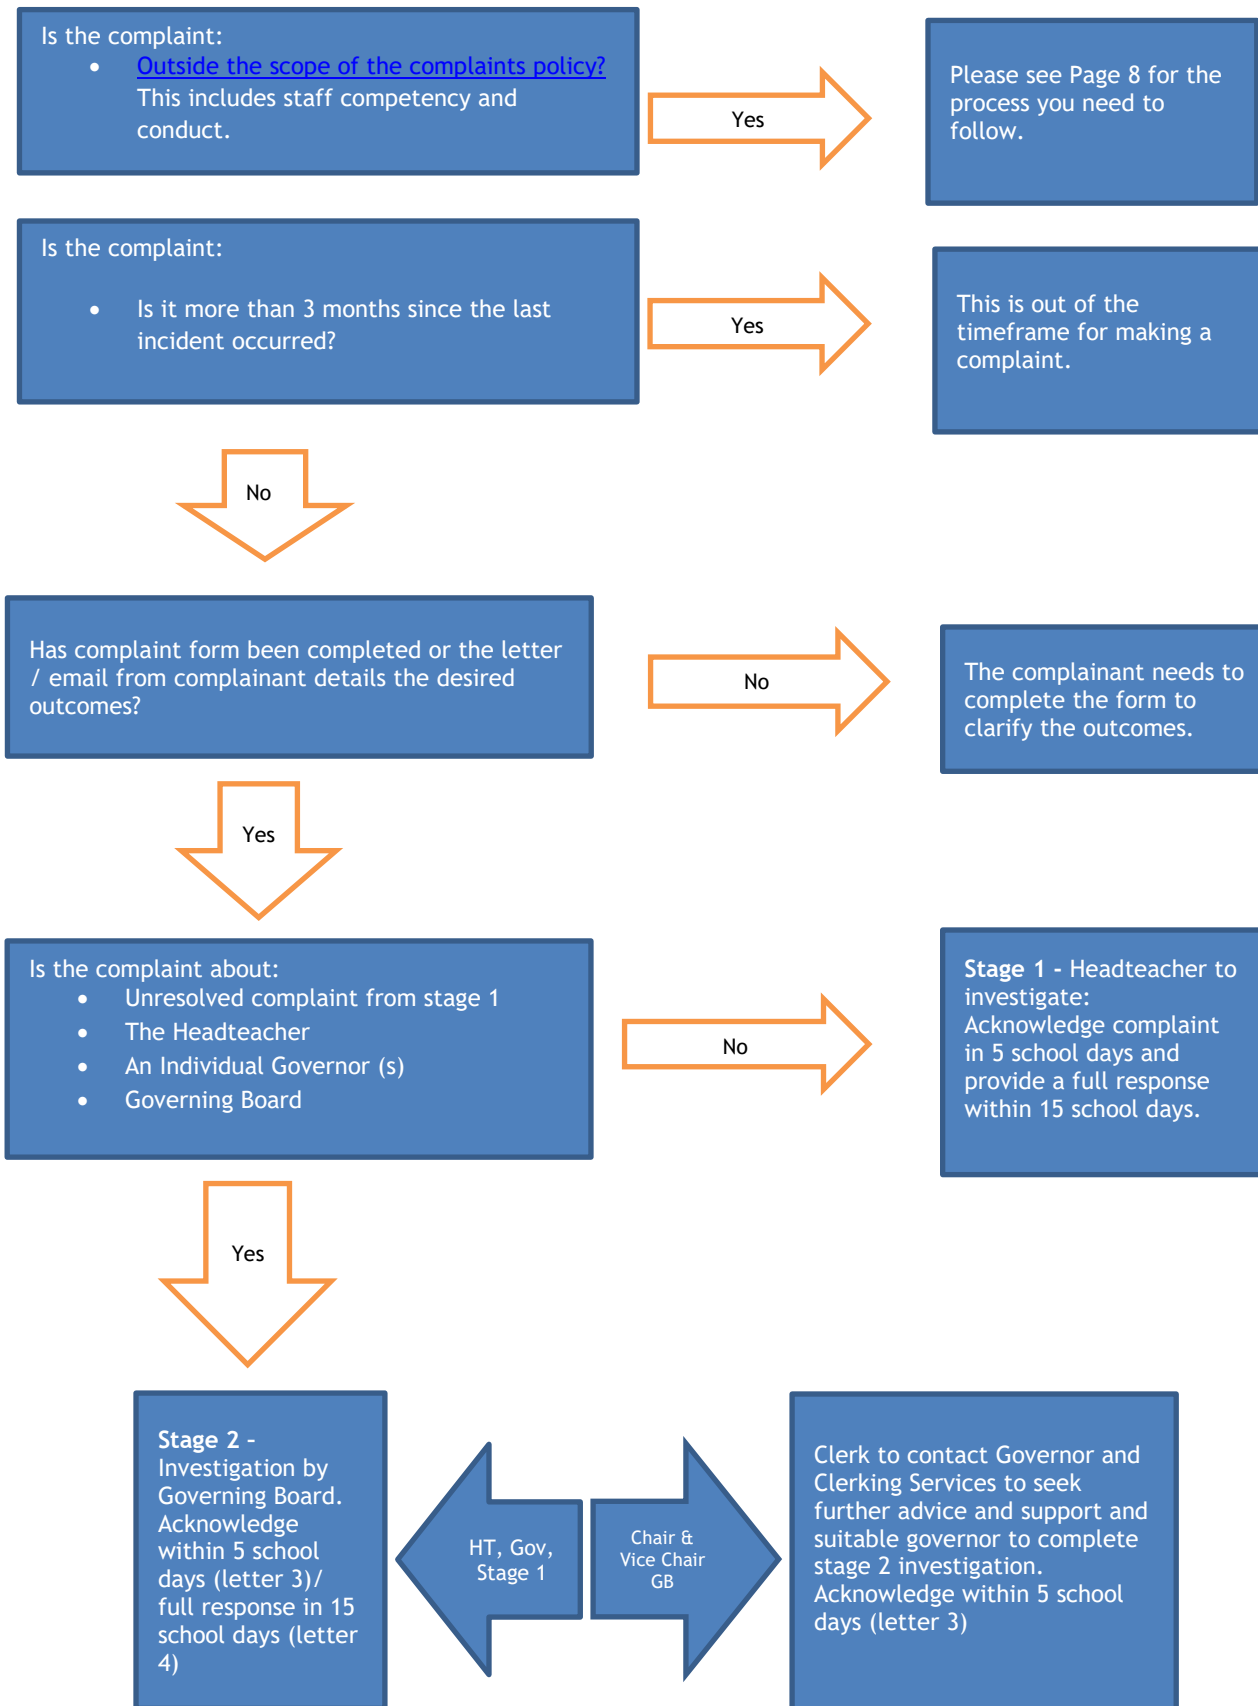 Is the complaint:
• Outside the scope of the complaints policy?
This includes staff competency and
conduct.
Yes
Please see Page 8 for the
process you need to
follow.
Is the complaint:
• Is it more than 3 months since the last
incident occurred?
Yes
This is out of the
timeframe for making a
complaint.
No
Has complaint form been completed or the letter
/ email from complainant details the desired
outcomes?
No
The complainant needs to
complete the form to
clarify the outcomes.
Yes
Is the complaint about:
• Unresolved complaint from stage 1
• The Headteacher
• An Individual Governor (s)
• Governing Board
No
Stage 1 - Headteacher to
investigate:
Acknowledge complaint
in 5 school days and
provide a full response
within 15 school days.
Yes
Stage 2 –
Investigation by
Governing Board.
Acknowledge
within 5 school
days (letter 3)/
full response in 15
school days (letter
4)
HT, Gov,
Stage 1
Chair &
Vice Chair
GB
Clerk to contact Governor and
Clerking Services to seek
further advice and support and
suitable governor to complete
stage 2 investigation.
Acknowledge within 5 school
days (letter 3)